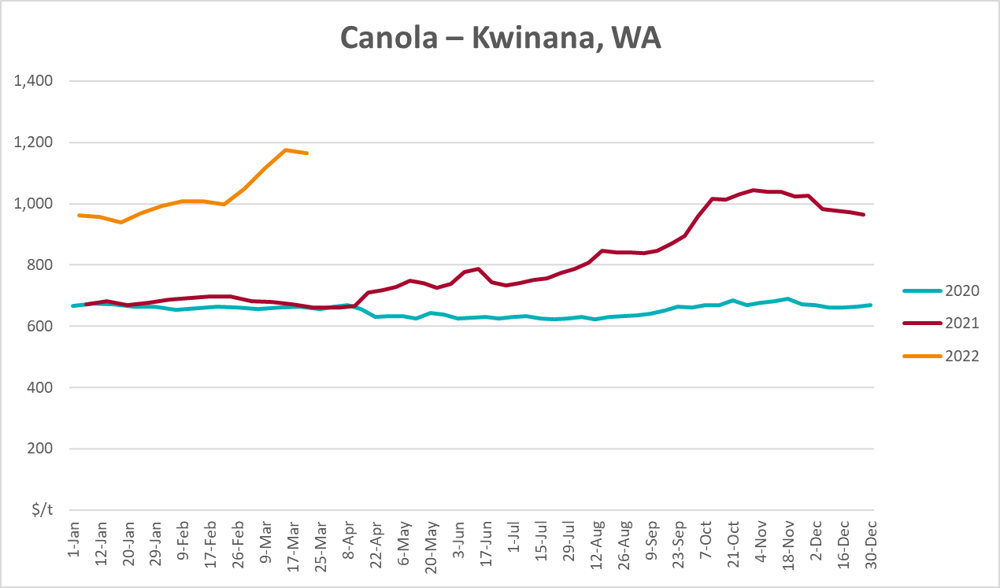 Canola – Kwinana, WA
1,400
1,200
1,000
800
600
400
200
$/t
1-Jan
12-Jan
20-Jan
29-Jan
9-Feb
17-Feb
26-Feb
9-Mar
17-Mar
25-Mar
8-Apr
22-Apr
6-May
20-May
3-Jun
17-Jun
1-Jul
15-Jul
29-Jul
12-Aug
26-Aug
9-Sep
23-Sep
7-Oct
21-Oct
4-Nov
18-Nov
2-Dec
16-Dec
30-Dec
2020
2021
2022